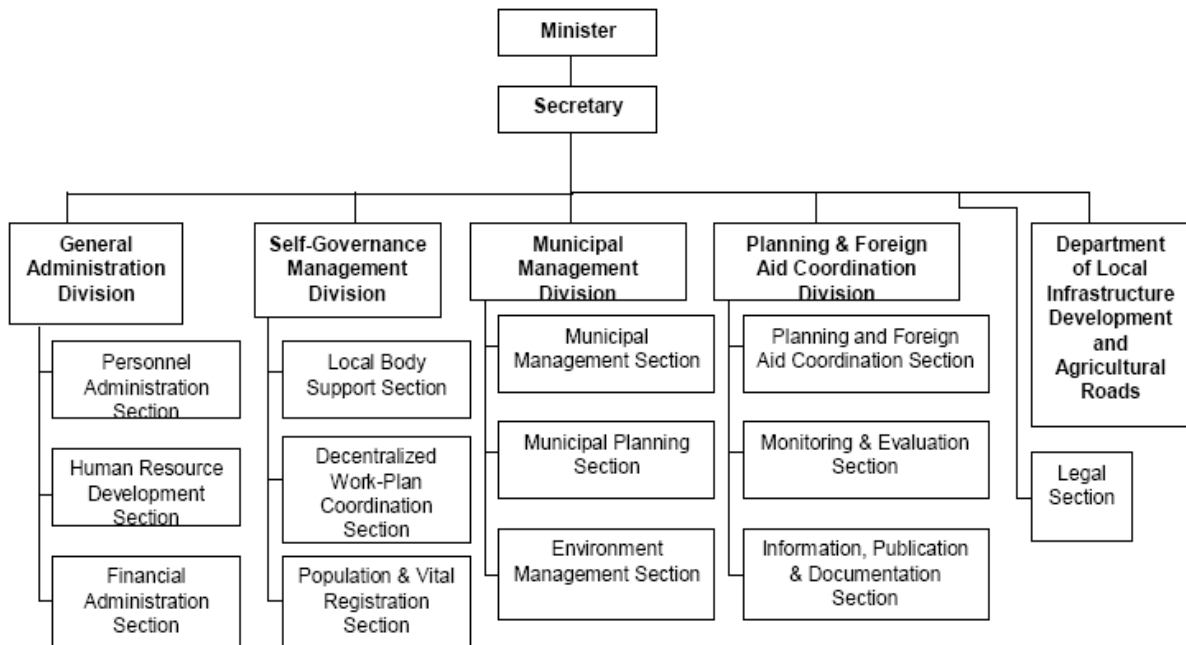 Minister
Secretary
General
Administration
Division
Self-Governance
Management
Division
Municipal
Management
Division
Planning & Foreign
Aid Coordination
Division
Department
of Local
Infrastructure
Development
and
Agricultural
Roads
Personnel
Administration
Section
Local Body
Support Section
Municipal
Management Section
Planning and Foreign
Aid Coordination Section
Human Resource
Development
Section
Decentralized
Work-Plan
Coordination
Section
Municipal Planning
Section
Monitoring & Evaluation
Section
Legal
Section
Financial
Administration
Section
Population & Vital
Registration
Section
Environment
Management Section
Information, Publication
& Documentation
Section